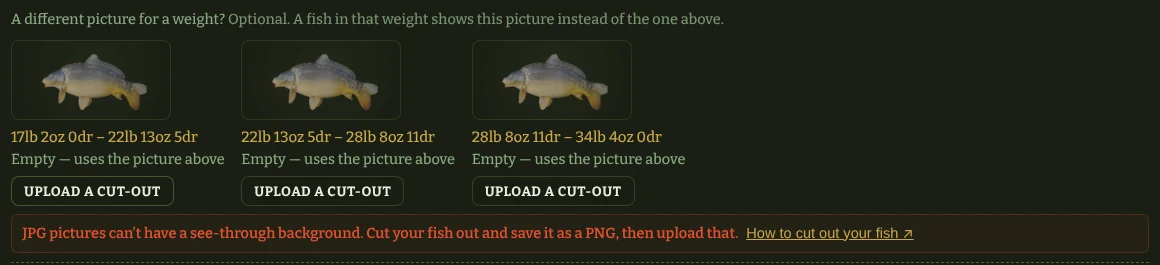 A different picture for a weight? Optional. A fish in that weight shows this picture instead of the one above.
17lb 2oz 0dr – 22lb 13oz 5dr
Empty — uses the picture above
UPLOAD A CUT-OUT
22lb 13oz 5dr – 28lb 8oz 11dr
Empty — uses the picture above
UPLOAD A CUT-OUT
28lb 8oz 11dr – 34lb 4oz 0dr
Empty — uses the picture above
UPLOAD A CUT-OUT
JPG pictures can't have a see-through background. Cut your fish out and save it as a PNG, then upload that. How to cut out your fish ↗